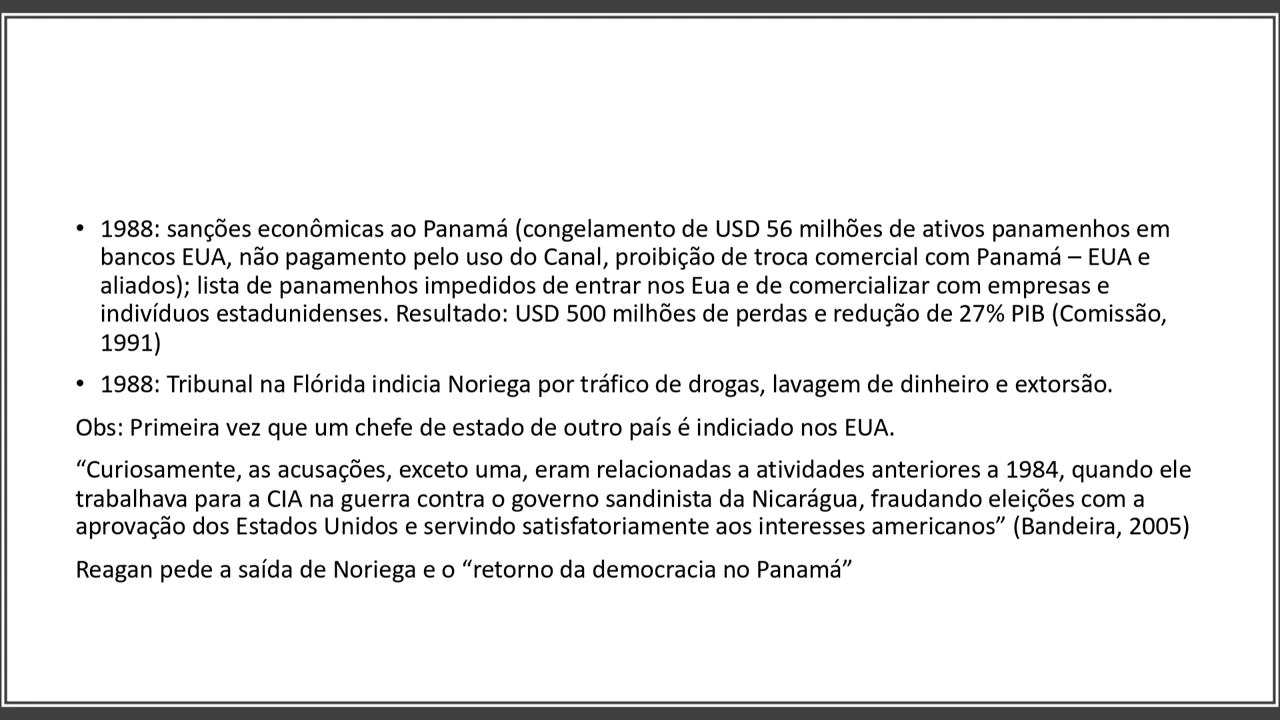 • 1988: sanções econômicas ao Panamá (congelamento de USD 56 milhões de ativos panamenhos em
bancos EUA, não pagamento pelo uso do Canal, proibição de troca comercial com Panamá – EUA e
aliados); lista de panamenhos impedidos de entrar nos Eua e de comercializar com empresas e
indivíduos estadunidenses. Resultado: USD 500 milhões de perdas e redução de 27% PIB (Comissão,
1991)
• 1988: Tribunal na Flórida indicia Noriega por tráfico de drogas, lavagem de dinheiro e extorsão.
Obs: Primeira vez que um chefe de estado de outro país é indiciado nos EUA.
“Curiosamente, as acusações, exceto uma, eram relacionadas a atividades anteriores a 1984, quando ele
trabalhava para a CIA na guerra contra o governo sandinista da Nicarágua, fraudando eleições com a
aprovação dos Estados Unidos e servindo satisfatoriamente aos interesses americanos” (Bandeira, 2005)
Reagan pede a saída de Noriega e o “retorno da democracia no Panamá”